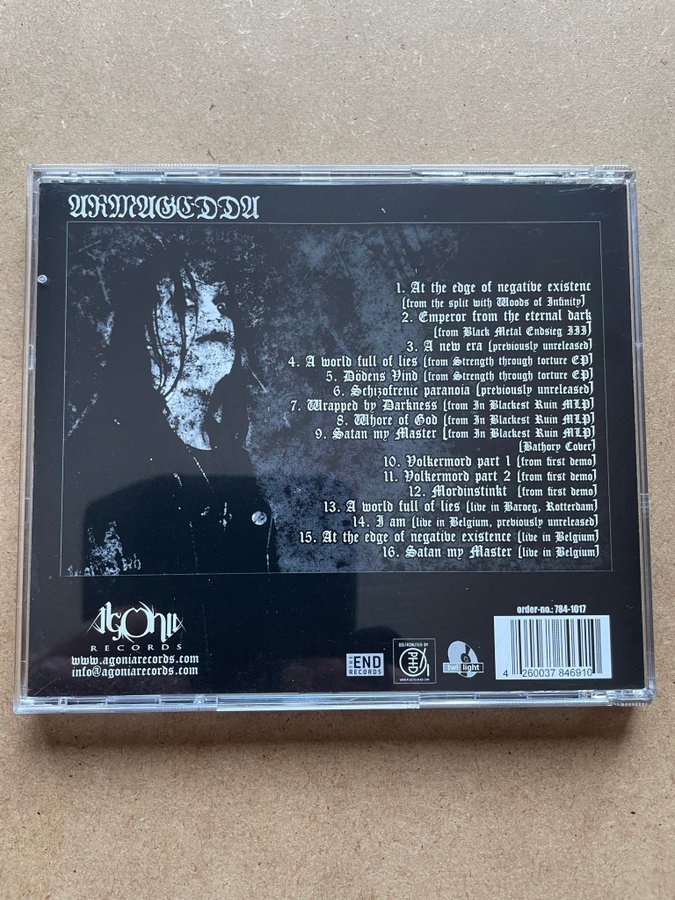 ARMAGEDDA
1. At the edge of negative existenc
(from the split with Woods of Infinity)
2. Emperor from the eternal dark
(from Black Metal Endsieg III)
3. A new era (previously unreleased)
4. A world full of lies (from Strength through torture EP)
5. Dödens Vind (from Strength through torture EP)
6. Schizofrenic paranoia (previously unreleased)
7. Wrapped by Darkness (from In Blackest Ruin MLP)
8. Whore of God (from In Blackest Ruin MLP)
9. Satan my Master (from In Blackest Ruin MLP)
(Bathory Cover)
10. Volkermord part 1 (from first demo)
11. Volkermord part 2 (from first demo)
12. Mordinstinkt (from first demo)
13. A world full of lies (live in Baroeg, Rotterdam)
14. I am (live in Belgium, previously unreleased)
15. At the edge of negative existence (live in Belgium)
16. Satan my Master (live in Belgium)
Agonia
RECORDS
www.agoniarecords.com
info@agoniarecords.com
THE END
RECORDS
DISTRIBUTED BY
PHD
WWW.PLASTICHEAD.COM
twilight
order-no.: 784-1017
4 260037 846910